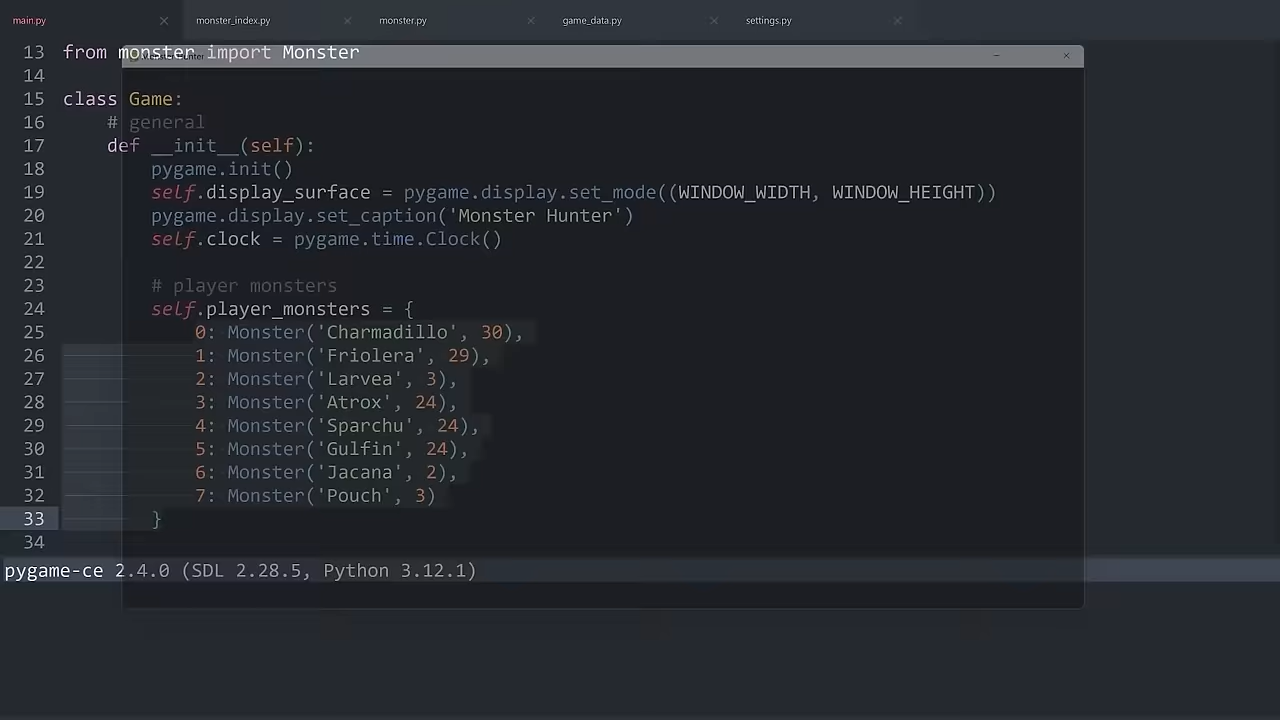 main.py monster_index.py monster.py game_data.py settings.py
13 from monster import Monster
14
15 class Game:
16 # general
17 def __init__(self):
18 pygame.init()
19 self.display_surface = pygame.display.set_mode((WINDOW_WIDTH, WINDOW_HEIGHT))
20 pygame.display.set_caption('Monster Hunter')
21 self.clock = pygame.time.Clock()
22
23 # player monsters
24 self.player_monsters = {
25 0: Monster('Charmadillo', 30),
26 1: Monster('Friolera', 29),
27 2: Monster('Larvea', 3),
28 3: Monster('Atrox', 24),
29 4: Monster('Sparchu', 24),
30 5: Monster('Gulfin', 24),
31 6: Monster('Jacana', 2),
32 7: Monster('Pouch', 3)
33 }
34
pygame-ce 2.4.0 (SDL 2.28.5, Python 3.12.1)